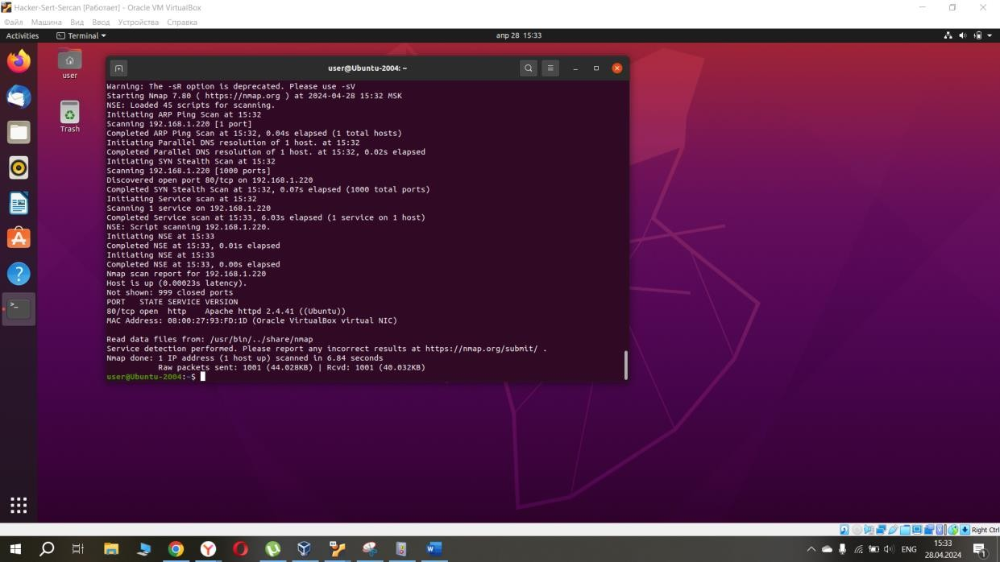 Hacker-Sert-Sercan [Работает] - Oracle VM VirtualBox
Файл Машина Вид Ввод Устройства Справка
Activities Terminal апр 28 15:33
user
Trash
user@Ubuntu-2004: ~
Warning: The -sR option is deprecated. Please use -sV
Starting Nmap 7.80 ( https://nmap.org ) at 2024-04-28 15:32 MSK
NSE: Loaded 45 scripts for scanning.
Initiating ARP Ping Scan at 15:32
Scanning 192.168.1.220 [1 port]
Completed ARP Ping Scan at 15:32, 0.04s elapsed (1 total hosts)
Initiating Parallel DNS resolution of 1 host. at 15:32
Completed Parallel DNS resolution of 1 host. at 15:32, 0.02s elapsed
Initiating SYN Stealth Scan at 15:32
Scanning 192.168.1.220 [1000 ports]
Discovered open port 80/tcp on 192.168.1.220
Completed SYN Stealth Scan at 15:32, 0.07s elapsed (1000 total ports)
Initiating Service scan at 15:32
Scanning 1 service on 192.168.1.220
Completed Service scan at 15:33, 6.03s elapsed (1 service on 1 host)
NSE: Script scanning 192.168.1.220.
Initiating NSE at 15:33
Completed NSE at 15:33, 0.01s elapsed
Initiating NSE at 15:33
Completed NSE at 15:33, 0.00s elapsed
Nmap scan report for 192.168.1.220
Host is up (0.00023s latency).
Not shown: 999 closed ports
PORT STATE SERVICE VERSION
80/tcp open http Apache httpd 2.4.41 ((Ubuntu))
MAC Address: 08:00:27:93:FD:1D (Oracle VirtualBox virtual NIC)
Read data files from: /usr/bin/../share/nmap
Service detection performed. Please report any incorrect results at https://nmap.org/submit/ .
Nmap done: 1 IP address (1 host up) scanned in 6.84 seconds
Raw packets sent: 1001 (44.028KB) | Rcvd: 1001 (40.032KB)
user@Ubuntu-2004:~$
Right Ctrl
ENG
15:33
28.04.2024
1